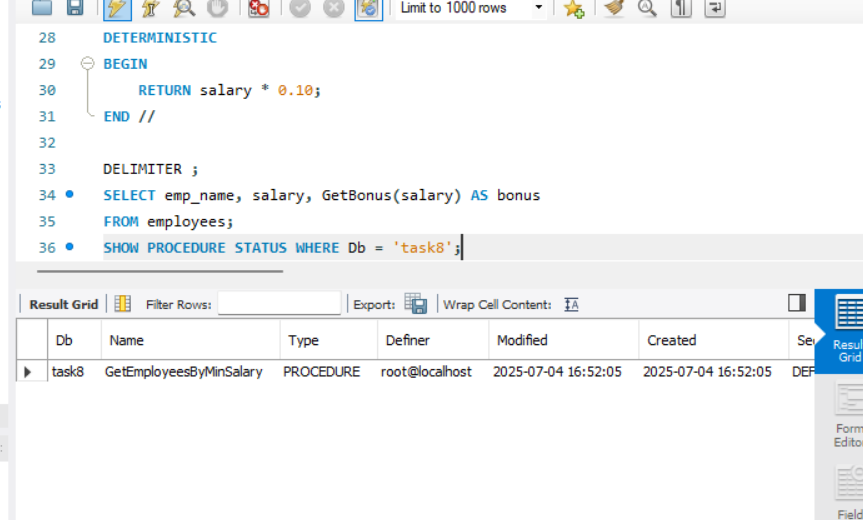 Limit to 1000 rows
28 DETERMINISTIC
29 BEGIN
30 RETURN salary * 0.10;
31 END //
32
33 DELIMITER ;
34 SELECT emp_name, salary, GetBonus(salary) AS bonus
35 FROM employees;
36 SHOW PROCEDURE STATUS WHERE Db = 'task8';
Result Grid Filter Rows: Export: Wrap Cell Content:
Db Name Type Definer Modified Created
task8 GetEmployeesByMinSalary PROCEDURE root@localhost 2025-07-04 16:52:05 2025-07-04 16:52:05 DEF
Resul
Grid
Form
Edito
Field